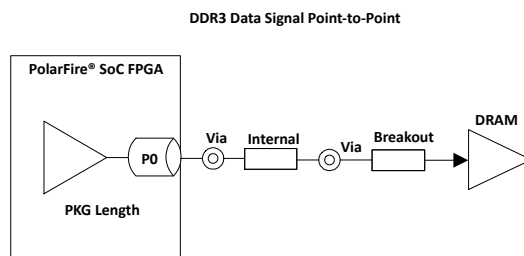 DDR3 Data Signal Point-to-Point
PolarFire® SoC FPGA
P0
PKG Length
Via
Internal
Via
Breakout
DRAM